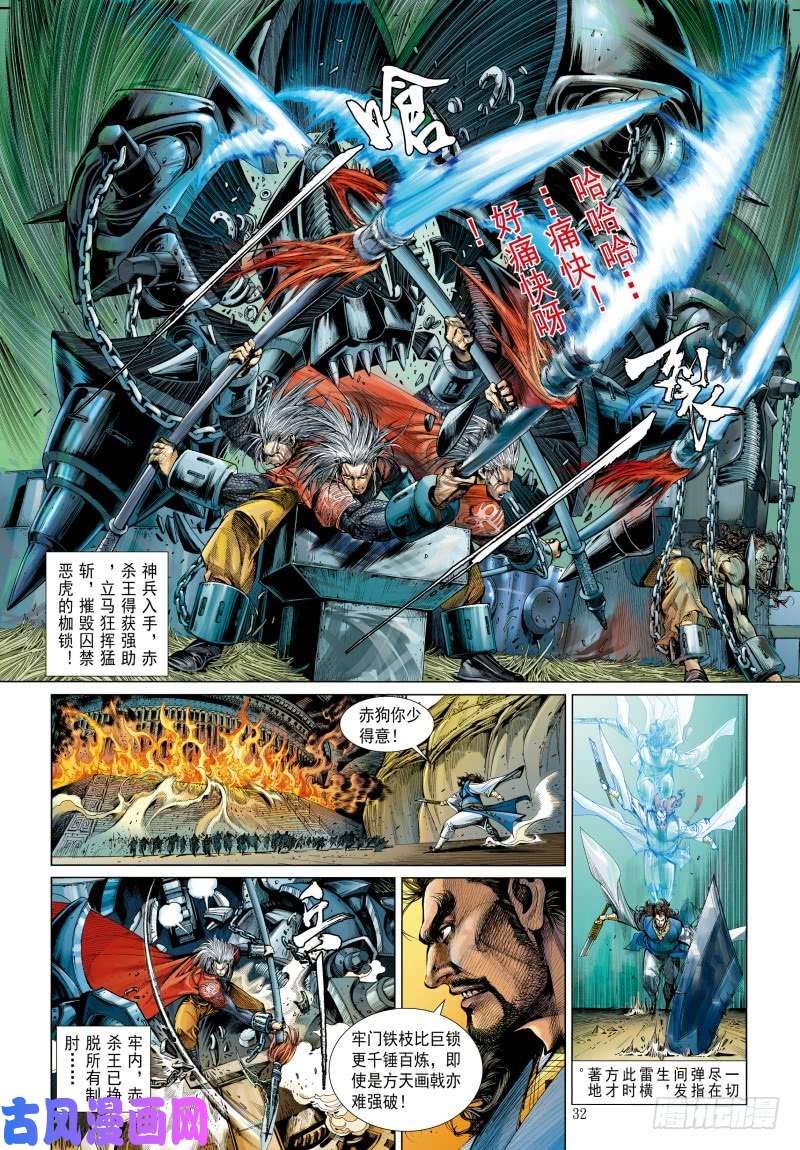 嗆
哈哈哈…
…痛快！
好痛快呀
！
裂
神兵入手，赤
杀王得获强助
，立马狂挥猛
斩，摧毁囚禁
恶虎的枷锁！
赤狗你少
得意！
一切
尽在
弹指
间发
生，
雷横
此时
方才
著地
。
牢门铁枝比巨锁
更千锤百炼，即
使是方天画戟亦
难强破！
牢内，赤
杀王已挣
脱所有制
肘……
32
古风漫画网
腾讯动漫